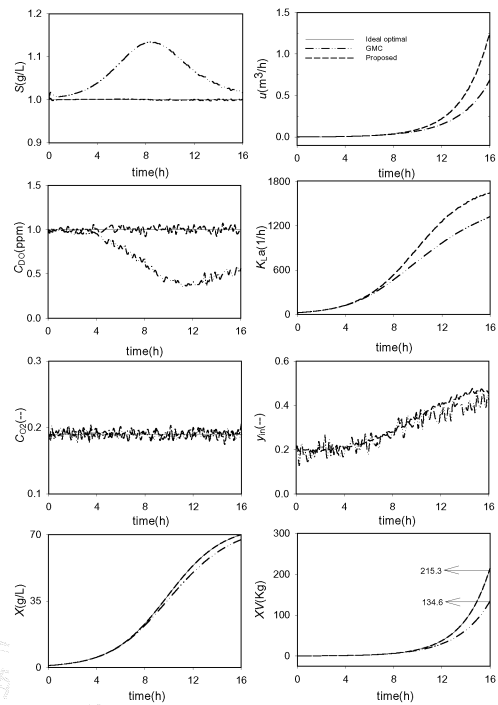 1.2
1.1
1.0
0.9
S(g/L)
0 4 8 12 16
time(h)
1.5
1.0
0.5
0.0
u(m³/h)
Ideal optimal
GMC
Proposed
0 4 8 12 16
time(h)
1.5
1.0
0.5
0.0
C_DO(ppm)
0 4 8 12 16
time(h)
1800
1200
600
0
K_La(1/h)
0 4 8 12 16
time(h)
0.3
0.2
0.1
C_O2(--)
0 4 8 12 16
time(h)
0.6
0.4
0.2
0.0
y_in(--)
0 4 8 12 16
time(h)
70
35
0
X(g/L)
0 4 8 12 16
time(h)
300
200
100
0
XV(Kg)
215.3
134.6
0 4 8 12 16
time(h)